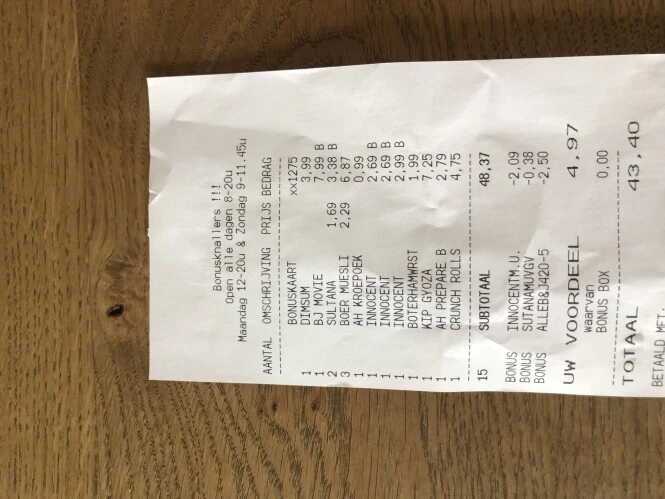 Bonusknallers !!!
Open alle dagen 8-20u
Maandag 12-20u & Zondag 9-11.45u
AANTAL OMSCHRIJVING PRIJS BEDRAG
BONUSKAART xx1275
1 DIMSUM 3,99
1 BJ MOVIE 7,99 B
2 SULTANA 1,69 3,38 B
3 BOER MUESLI 2,29 6,87
1 AH KROEPOEK 0,99
1 INNOCENT 2,69 B
1 INNOCENT 2,69 B
1 INNOCENT 2,99 B
1 BOTERHAMWRST 1,99
1 KIP GYOZA 7,25
1 AH PREPARE B 2,79
1 CRUNCH ROLLS 4,75
15 SUBTOTAAL 48,37
BONUS INNOCENTM.U. -2,09
BONUS SUTANAMUVGV -0,38
BONUS ALLEB&J420-5 -2,50
UW VOORDEEL 4,97
waarvan
BONUS BOX 0,00
TOTAAL 43,40
BETAALD MET: